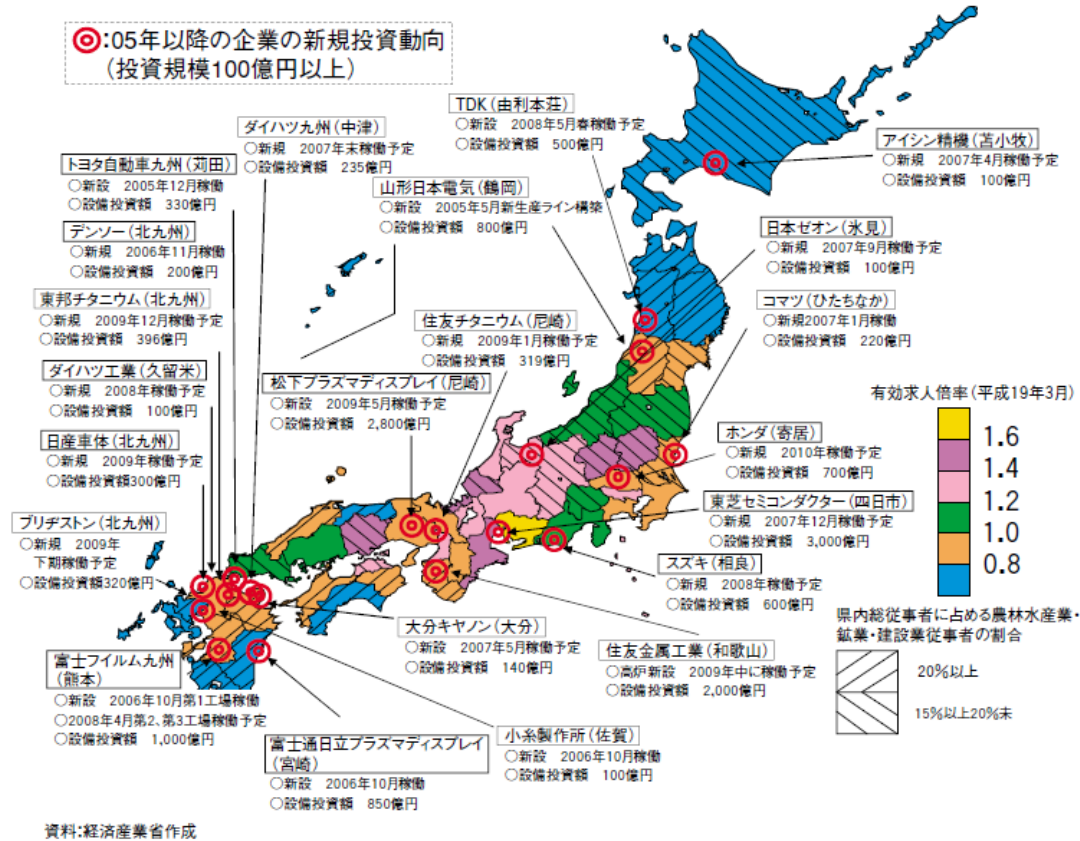 ◎:05年以降の企業の新規投資動向
(投資規模100億円以上)
TDK(由利本荘)
○新設 2008年5月春稼働予定
○設備投資額 500億円
ダイハツ九州(中津)
○新規 2007年末稼働予定
○設備投資額 235億円
アイシン精機(苫小牧)
○新規 2007年4月稼働予定
○設備投資額 100億円
トヨタ自動車九州(苅田)
○新設 2005年12月稼働
○設備投資額 330億円
山形日本電気(鶴岡)
○新設 2005年5月新生産ライン構築
○設備投資額 800億円
デンソー(北九州)
○新規 2006年11月稼働
○設備投資額 200億円
日本ゼオン(氷見)
○新規 2007年9月稼働予定
○設備投資額 100億円
東邦チタニウム(北九州)
○新規 2009年12月稼働予定
○設備投資額 396億円
コマツ(ひたちなか)
○新規2007年1月稼働
○設備投資額 220億円
住友チタニウム(尼崎)
○新規 2009年1月稼働予定
○設備投資額 319億円
ダイハツ工業(久留米)
○新規 2008年稼働予定
○設備投資額 100億円
松下プラズマディスプレイ(尼崎)
○新設 2009年5月稼働予定
○設備投資額 2,800億円
有効求人倍率(平成19年3月)
1.6
1.4
1.2
1.0
0.8
日産車体(北九州)
○新規 2009年稼働予定
○設備投資額300億円
ホンダ(寄居)
○新規 2010年稼働予定
○設備投資額 700億円
東芝セミコンダクター(四日市)
○新規 2007年12月稼働予定
○設備投資額 3,000億円
ブリヂストン(北九州)
○新規 2009年
下期稼働予定
○設備投資額320億円
スズキ(相良)
○新規 2008年稼働予定
○設備投資額 600億円
県内総従事者に占める農林水産業・
鉱業・建設業従事者の割合
20%以上
15%以上20%未
大分キヤノン(大分)
○新設 2007年5月稼働予定
○設備投資額 140億円
住友金属工業(和歌山)
○高炉新設 2009年中に稼働予定
○設備投資額 2,000億円
富士フイルム九州
(熊本)
○新設 2006年10月第1工場稼働
○2008年4月第2、第3工場稼働予定
○設備投資額 1,000億円
小糸製作所(佐賀)
○新設 2006年10月稼働
○設備投資額 100億円
富士通日立プラズマディスプレイ
(宮崎)
○新設 2006年10月稼働
○設備投資額 850億円
資料:経済産業省作成